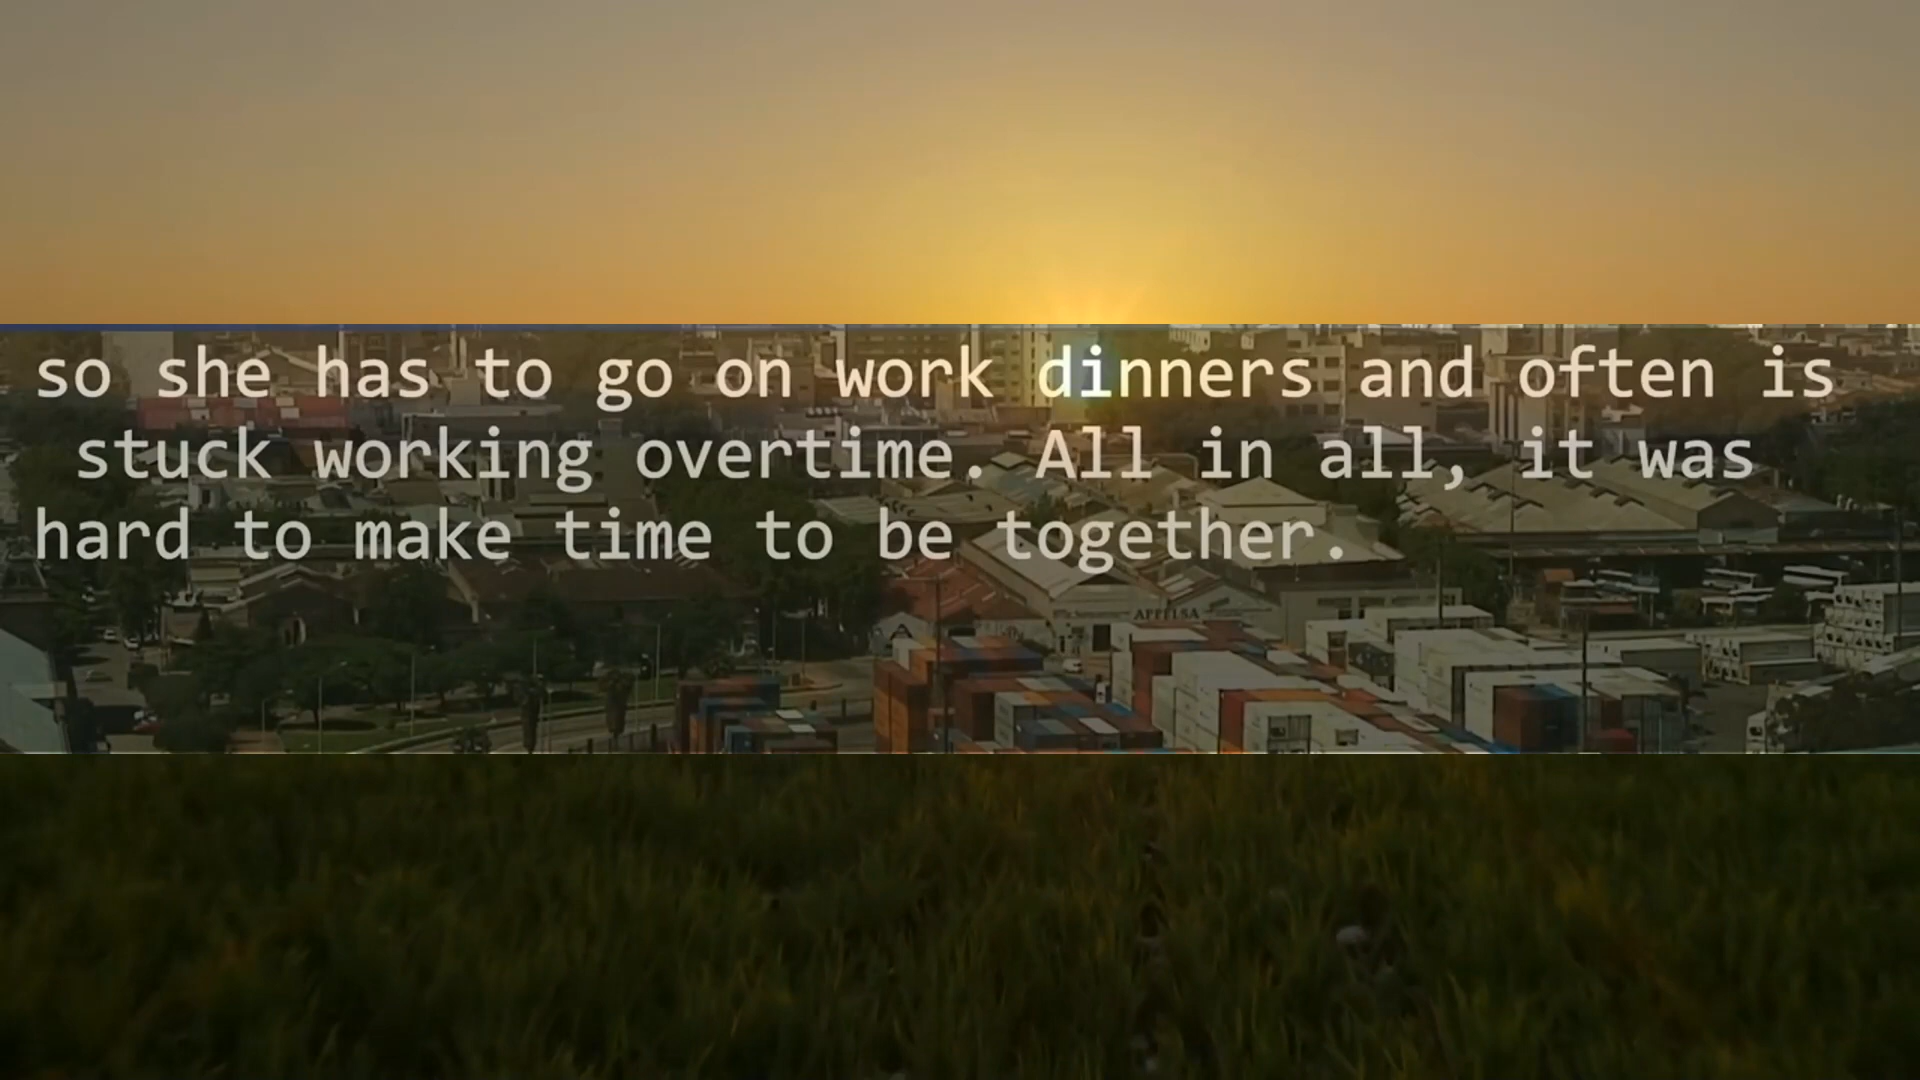 so she has to go on work dinners and often is
stuck working overtime. All in all, it was
hard to make time to be together.
APFELSA